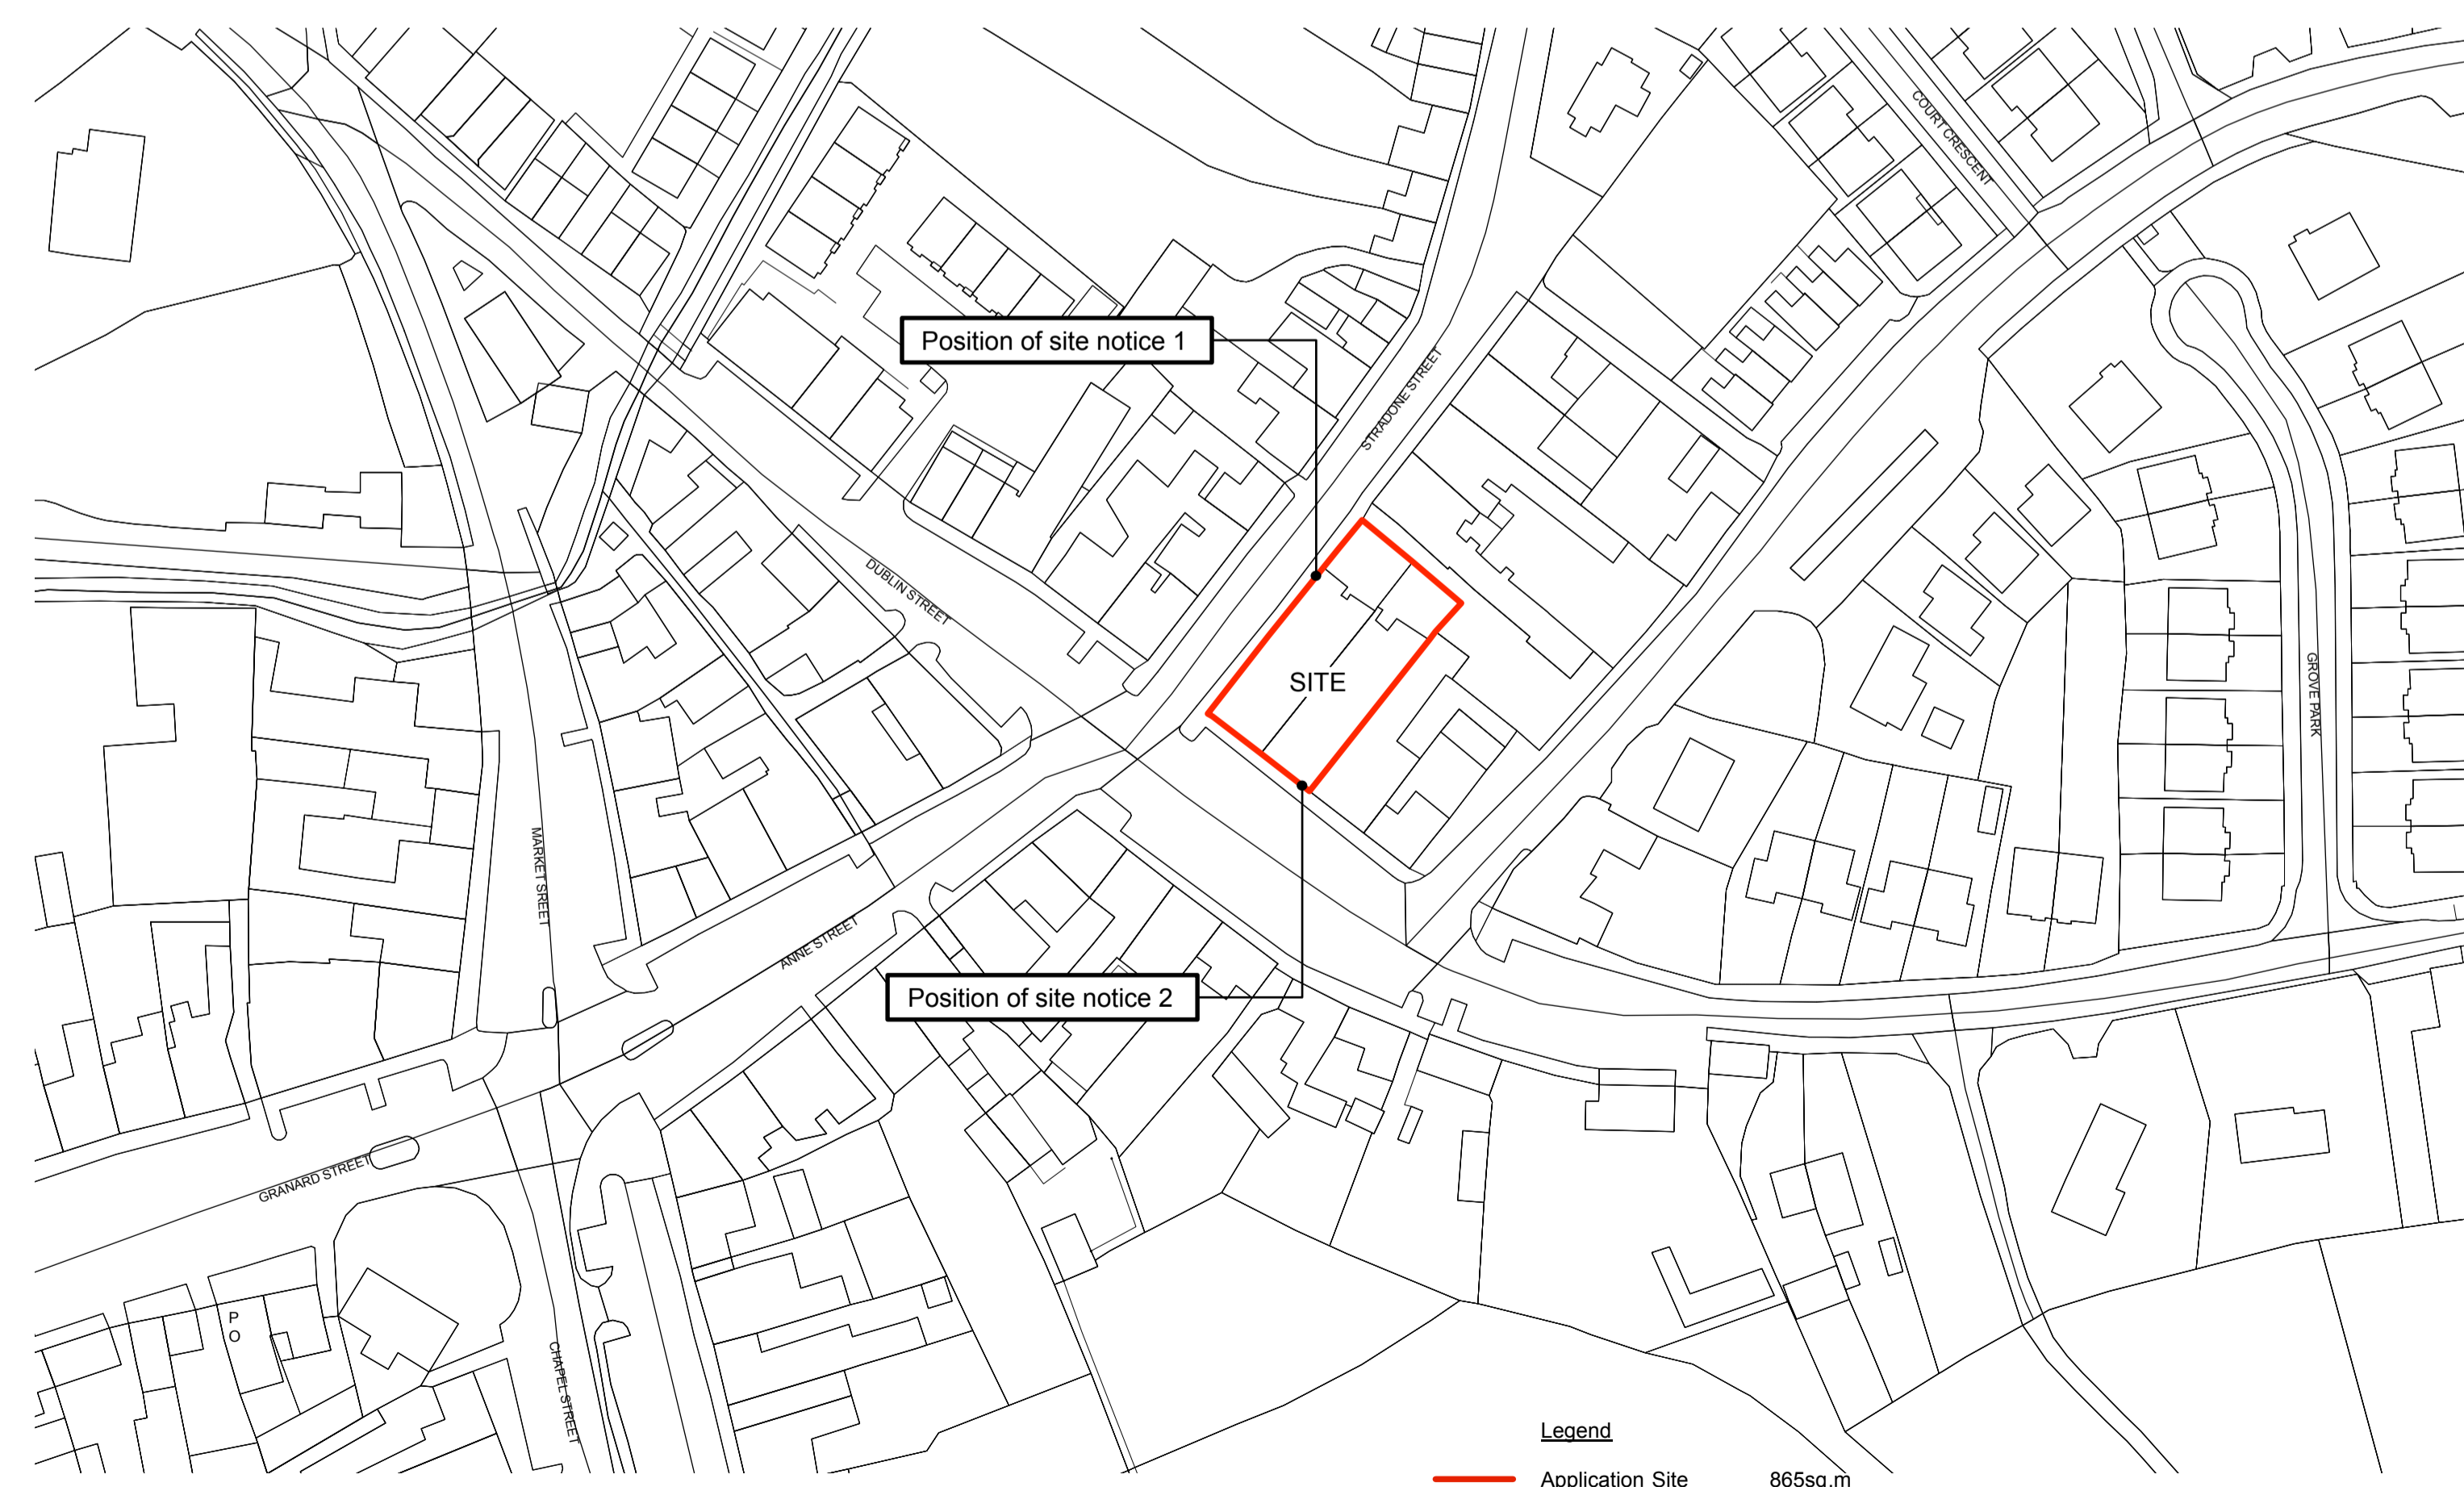 COURT CRESCENT
Position of site notice 1
STRADONE STREET
DUBLIN STREET
SITE
GROVE PARK
MARKET SREET
ANNE STREET
Position of site notice 2
GRANARD STREET
P
O
CHAPEL STREET
Legend
Application Site 865sq.m